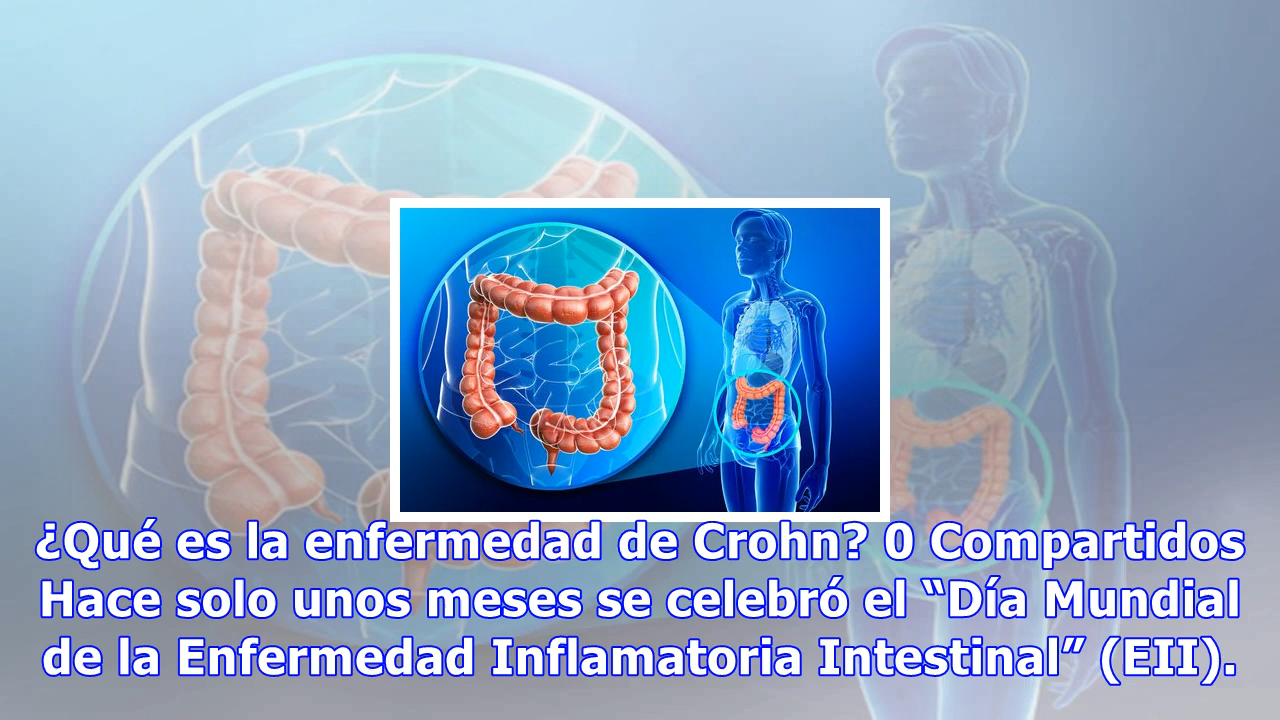 ¿Qué es la enfermedad de Crohn? 0 Compartidos
Hace solo unos meses se celebró el “Día Mundial
de la Enfermedad Inflamatoria Intestinal” (EII).